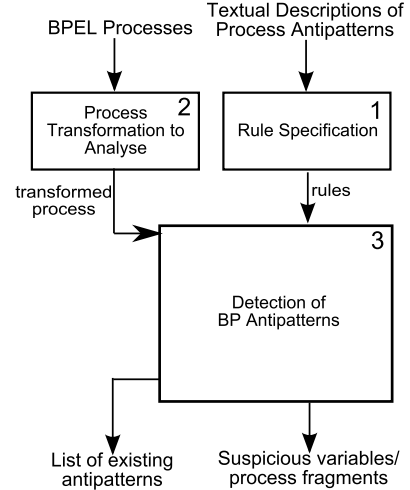 BPEL Processes
Textual Descriptions of
Process Antipatterns
2
Process
Transformation to
Analyse
1
Rule Specification
transformed
process
rules
3
Detection of
BP Antipatterns
List of existing
antipatterns
Suspicious variables/
process fragments